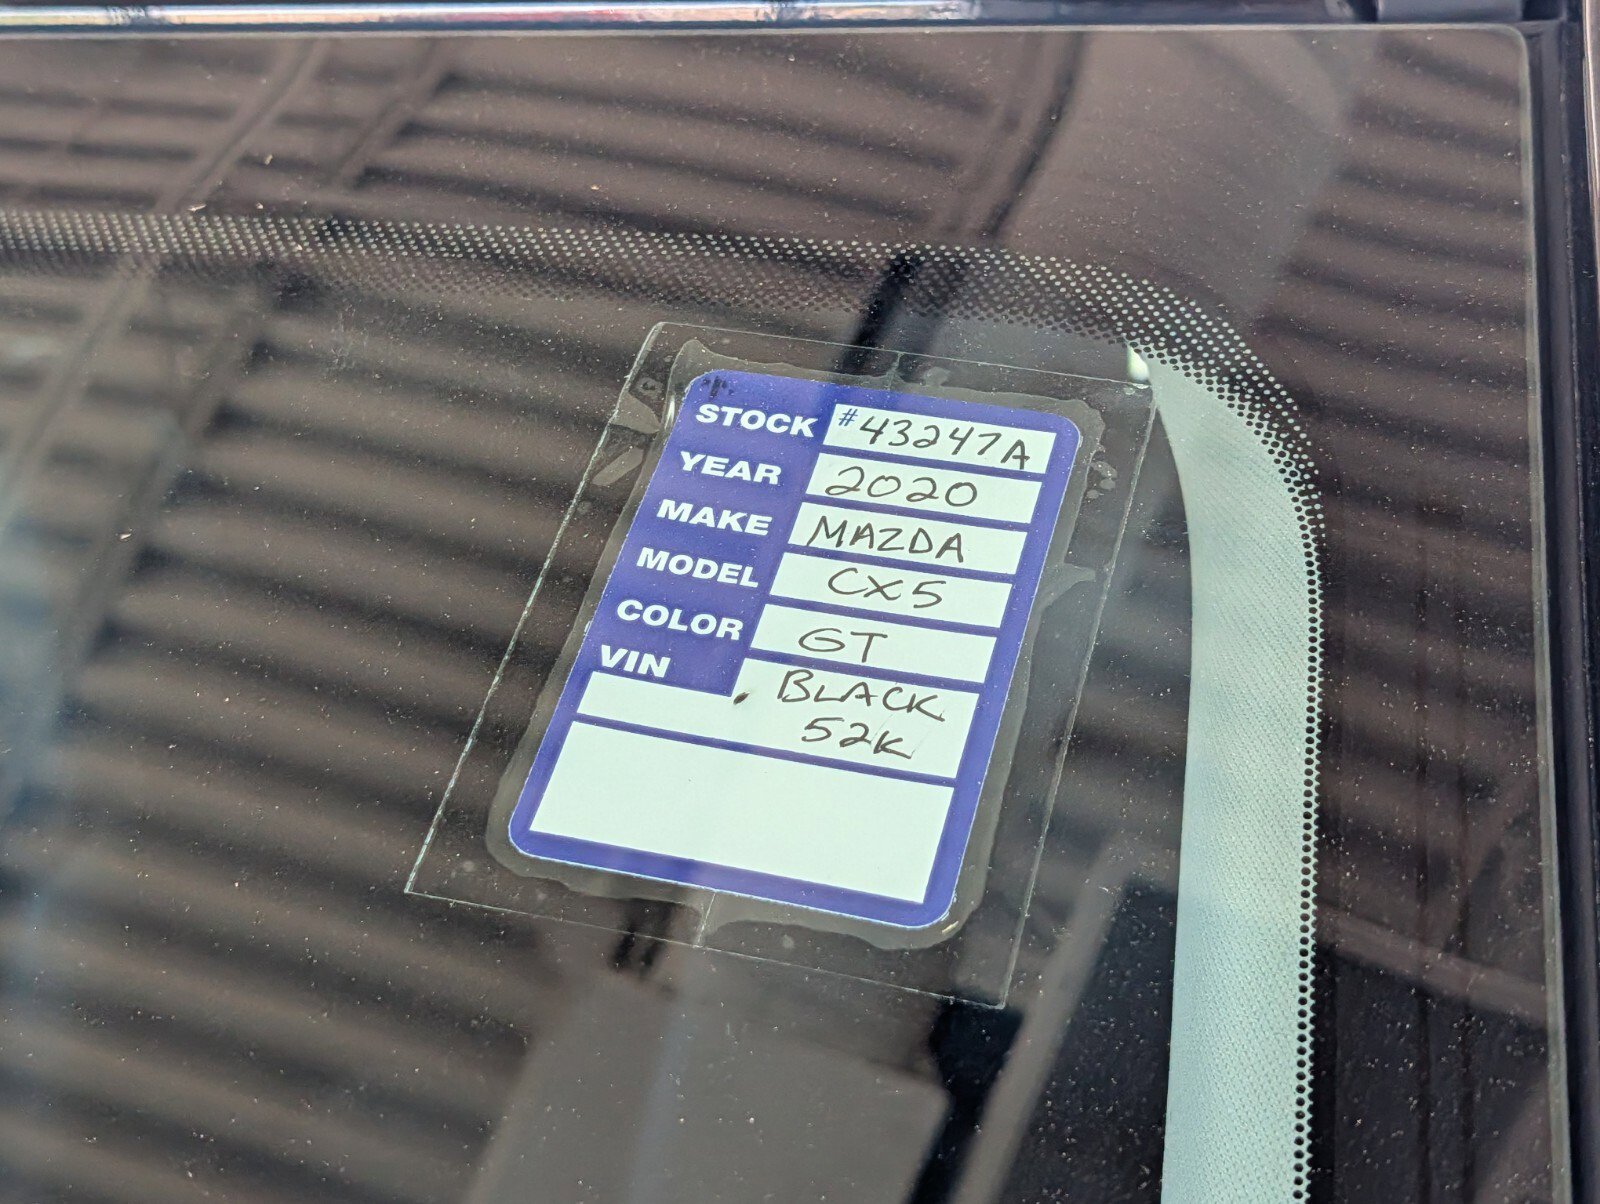 STOCK #43247A
YEAR 2020
MAKE MAZDA
MODEL CX5
COLOR GT
VIN BLACK
52K